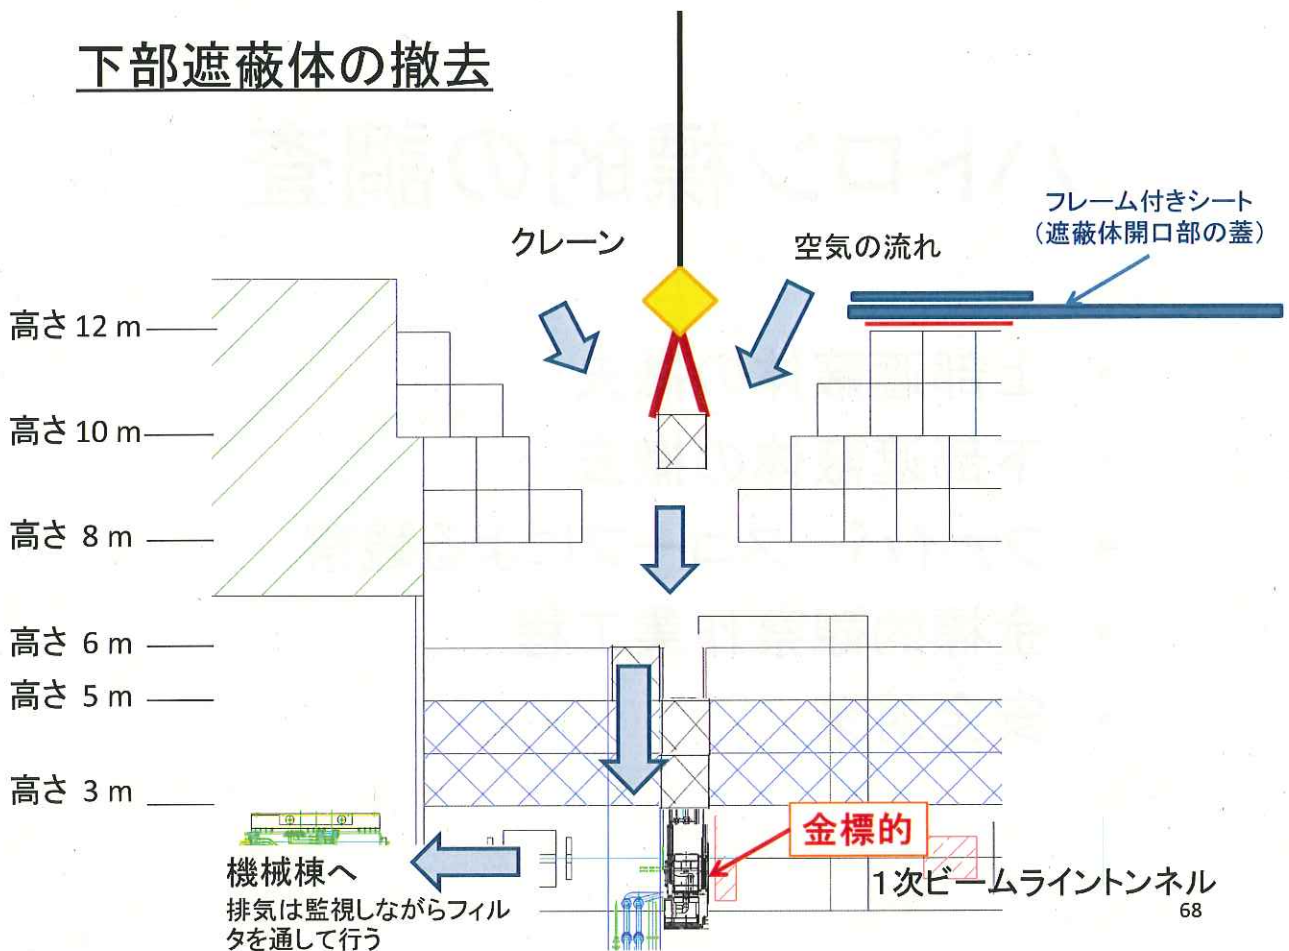 下部遮蔽体の撤去
フレーム付きシート
(遮蔽体開口部の蓋)
クレーン
空気の流れ
高さ 12 m
高さ 10 m
高さ 8 m
高さ 6 m
高さ 5 m
高さ 3 m
金標的
機械棟へ
1次ビームライントンネル
排気は監視しながらフィル
タを通して行う
68